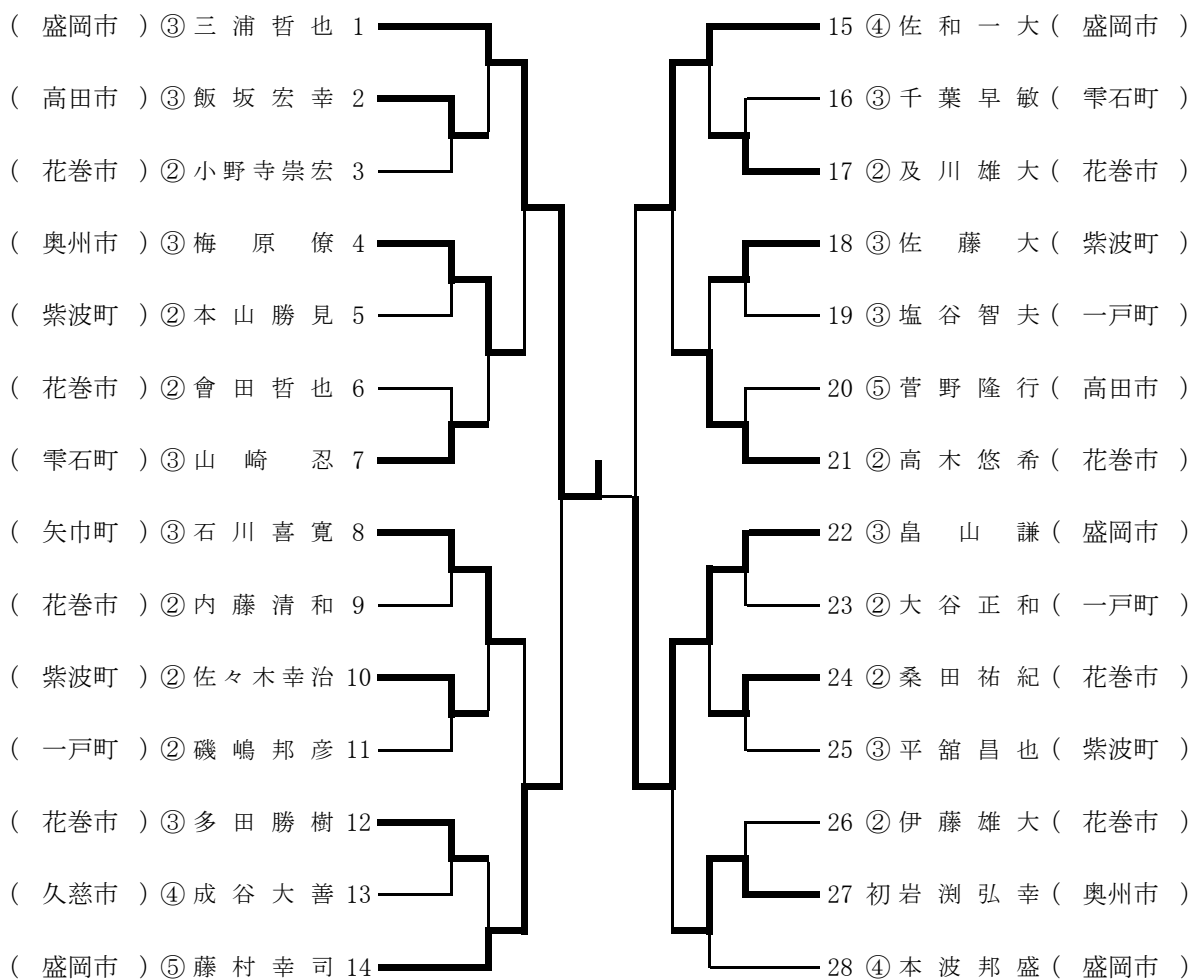 ( 盛岡市 ) ③ 三浦哲也 1
( 高田市 ) ③ 飯坂宏幸 2
( 花巻市 ) ② 小野寺崇宏 3
( 奥州市 ) ③ 梅原僚 4
( 紫波町 ) ② 本山勝見 5
( 花巻市 ) ② 會田哲也 6
( 雫石町 ) ③ 山崎忍 7
( 矢巾町 ) ③ 石川喜寛 8
( 花巻市 ) ② 内藤清和 9
( 紫波町 ) ② 佐々木幸治 10
( 一戸町 ) ② 磯嶋邦彦 11
( 花巻市 ) ③ 多田勝樹 12
( 久慈市 ) ④ 成谷大善 13
( 盛岡市 ) ⑤ 藤村幸司 14
15 ④ 佐和一大 ( 盛岡市 )
16 ③ 千葉早敏 ( 雫石町 )
17 ② 及川雄大 ( 花巻市 )
18 ③ 佐藤大 ( 紫波町 )
19 ③ 塩谷智夫 ( 一戸町 )
20 ⑤ 菅野隆行 ( 高田市 )
21 ② 高木悠希 ( 花巻市 )
22 ③ 畠山謙 ( 盛岡市 )
23 ② 大谷正和 ( 一戸町 )
24 ② 桑田祐紀 ( 花巻市 )
25 ③ 平舘昌也 ( 紫波町 )
26 ② 伊藤雄大 ( 花巻市 )
27 初 岩渕弘幸 ( 奥州市 )
28 ④ 本波邦盛 ( 盛岡市 )